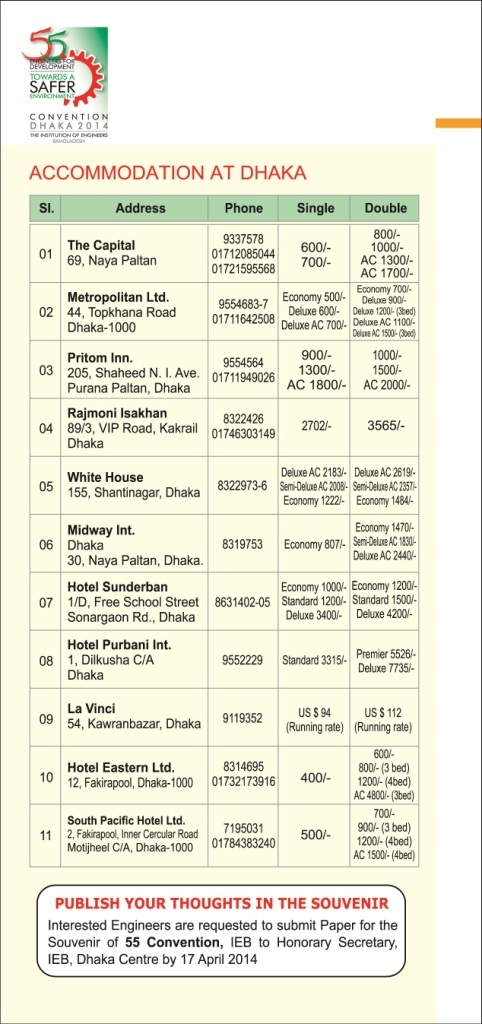 55
ENGINEERS FOR
DEVELOPMENT
TOWARDS A
SAFER
ENVIRONMENT
CONVENTION
DHAKA 2014
THE INSTITUTION OF ENGINEERS
BANGLADESH
ACCOMMODATION AT DHAKA
Sl. Address Phone Single Double
01
The Capital
69, Naya Paltan
9337578
01712085044
01721595568
600/-
700/-
800/-
1000/-
AC 1300/-
AC 1700/-
02
Metropolitan Ltd.
44, Topkhana Road
Dhaka-1000
9554683-7
01711642508
Economy 500/-
Deluxe 600/-
Deluxe AC 700/-
Economy 700/-
Deluxe 900/-
Deluxe 1200/- (3bed)
Deluxe AC 1100/-
Deluxe AC 1500/- (3bed)
03
Pritom Inn.
205, Shaheed N. I. Ave.
Purana Paltan, Dhaka
9554564
01711949026
900/-
1300/-
AC 1800/-
1000/-
1500/-
AC 2000/-
04
Rajmoni Isakhan
89/3, VIP Road, Kakrail
Dhaka
8322426
01746303149
2702/-
3565/-
05
White House
155, Shantinagar, Dhaka
8322973-6
Deluxe AC 2183/-
Semi-Deluxe AC 2008/-
Economy 1222/-
Deluxe AC 2619/-
Semi-Deluxe AC 2357/-
Economy 1484/-
06
Midway Int.
Dhaka
30, Naya Paltan, Dhaka.
8319753
Economy 807/-
Economy 1470/-
Semi-Deluxe AC 1830/-
Deluxe AC 2440/-
07
Hotel Sunderban
1/D, Free School Street
Sonargaon Rd., Dhaka
8631402-05
Economy 1000/-
Standard 1200/-
Deluxe 3400/-
Economy 1200/-
Standard 1500/-
Deluxe 4200/-
08
Hotel Purbani Int.
1, Dilkusha C/A
Dhaka
9552229
Standard 3315/-
Premier 5526/-
Deluxe 7735/-
09
La Vinci
54, Kawranbazar, Dhaka
9119352
US $ 94
(Running rate)
US $ 112
(Running rate)
10
Hotel Eastern Ltd.
12, Fakirapool, Dhaka-1000
8314695
01732173916
400/-
600/-
800/- (3 bed)
1200/- (4bed)
AC 4800/- (3bed)
11
South Pacific Hotel Ltd.
2, Fakirapool, Inner Cercular Road
Motijheel C/A, Dhaka-1000
7195031
01784383240
500/-
700/-
900/- (3 bed)
1200/- (4bed)
AC 1500/- (4bed)
PUBLISH YOUR THOUGHTS IN THE SOUVENIR
Interested Engineers are requested to submit Paper for the
Souvenir of 55 Convention, IEB to Honorary Secretary,
IEB, Dhaka Centre by 17 April 2014